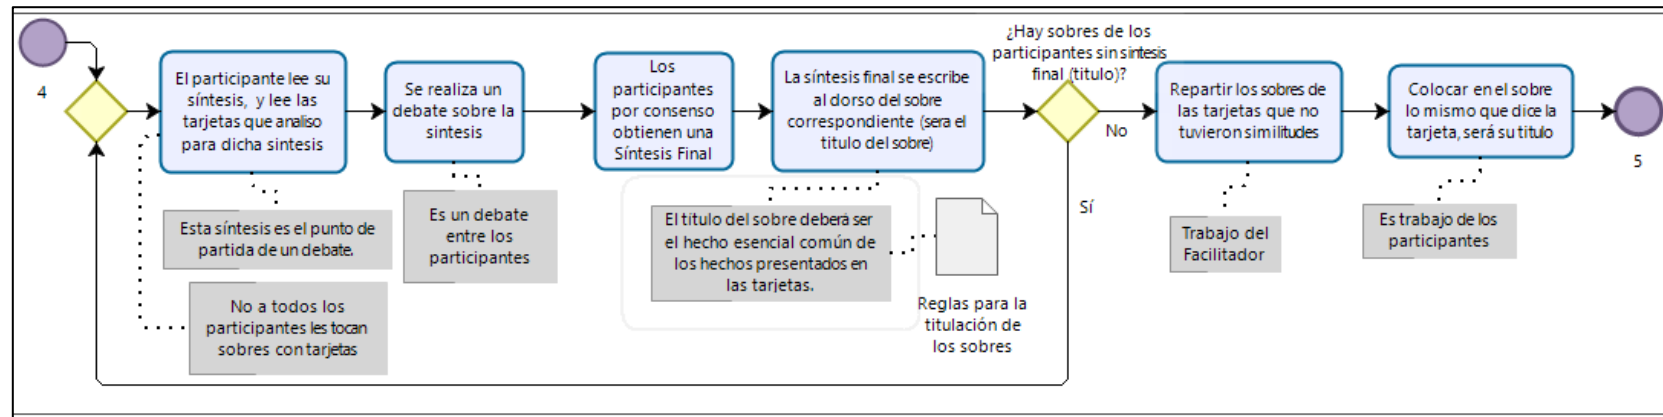 4
El participante lee su
síntesis, y lee las
tarjetas que analiso
para dicha sintesis
Se realiza un
debate sobre la
sintesis
Los
participantes
por consenso
obtienen una
Síntesis Final
La síntesis final se escribe
al dorso del sobre
correspondiente (sera el
titulo del sobre)
¿Hay sobres de los
participantes sin sintesis
final (titulo)?
No
Sí
Repartir los sobres de
las tarjetas que no
tuvieron similitudes
Colocar en el sobre
lo mismo que dice la
tarjeta, será su titulo
5
Esta síntesis es el punto de
partida de un debate.
No a todos los
participantes les tocan
sobres con tarjetas
Es un debate
entre los
participantes
El título del sobre deberá ser
el hecho esencial común de
los hechos presentados en
las tarjetas.
Reglas para la
titulación de
los sobres
Trabajo del
Facilitador
Es trabajo de los
participantes